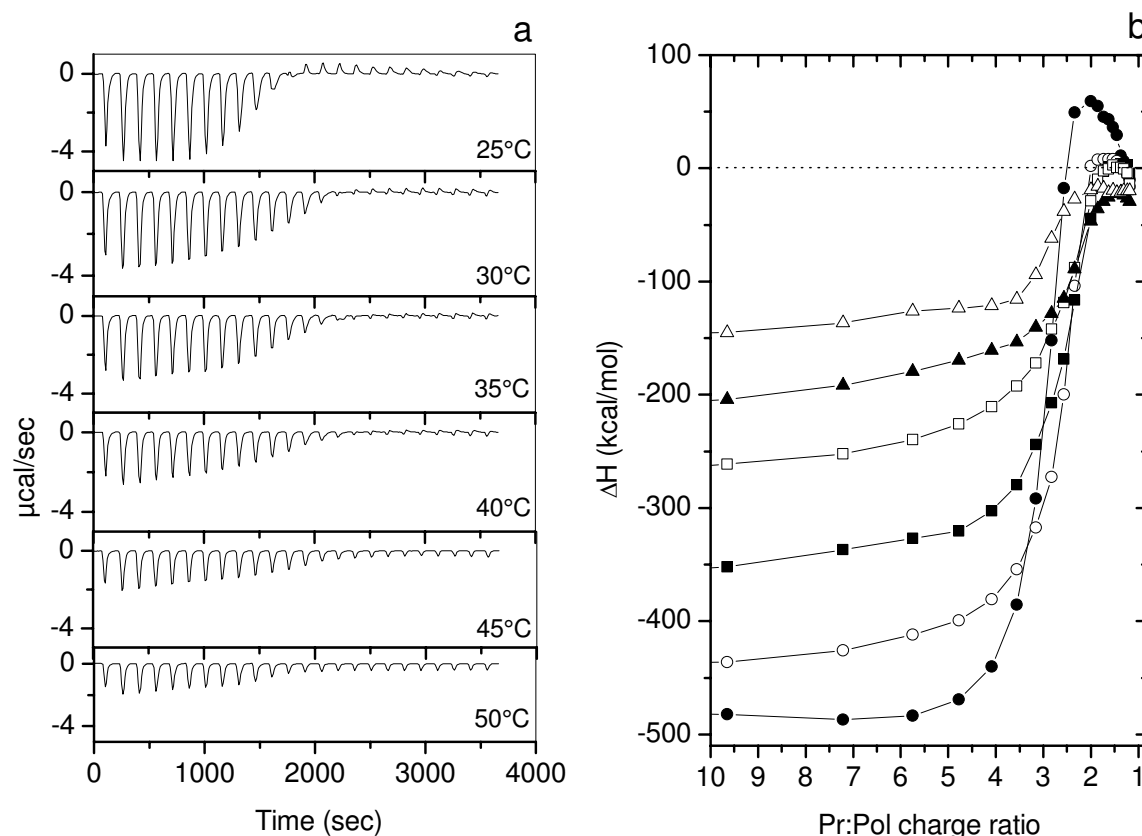 a
0
-4
25°C
0
-4
30°C
0
-4
35°C
0
-4
40°C
0
-4
45°C
0
-4
50°C
µcal/sec
0 1000 2000 3000 4000
Time (sec)
b
100
0
-100
-200
-300
-400
-500
ΔH (kcal/mol)
10 9 8 7 6 5 4 3 2 1
Pr:Pol charge ratio